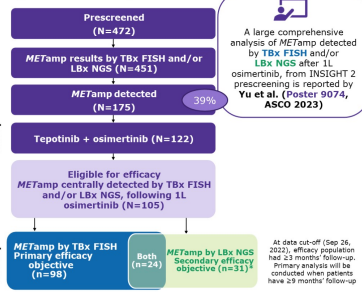 Prescreened
(N=472)
METamp results by TBx FISH and/or
LBx NGS (N=451)
METamp detected
(N=175)
39%
A large comprehensive
analysis of METamp detected
by TBx FISH and/or
LBx NGS after 1L
osimertinib, from INSIGHT 2
prescreening is reported by
Yu et al. (Poster 9074,
ASCO 2023)
Tepotinib + osimertinib (N=122)
Eligible for efficacy
METamp centrally detected by TBx FISH
and/or LBx NGS, following 1L
osimertinib (n=105)
METamp by TBx FISH
Primary efficacy
objective
(n=98)
Both
(n=24)
METamp by LBx NGS
Secondary efficacy
objective (n=31)*
At data cut-off (Sep 26,
2022), efficacy population
had ≥3 months' follow-up.
Primary analysis will be
conducted when patients
have ≥9 months' follow-up